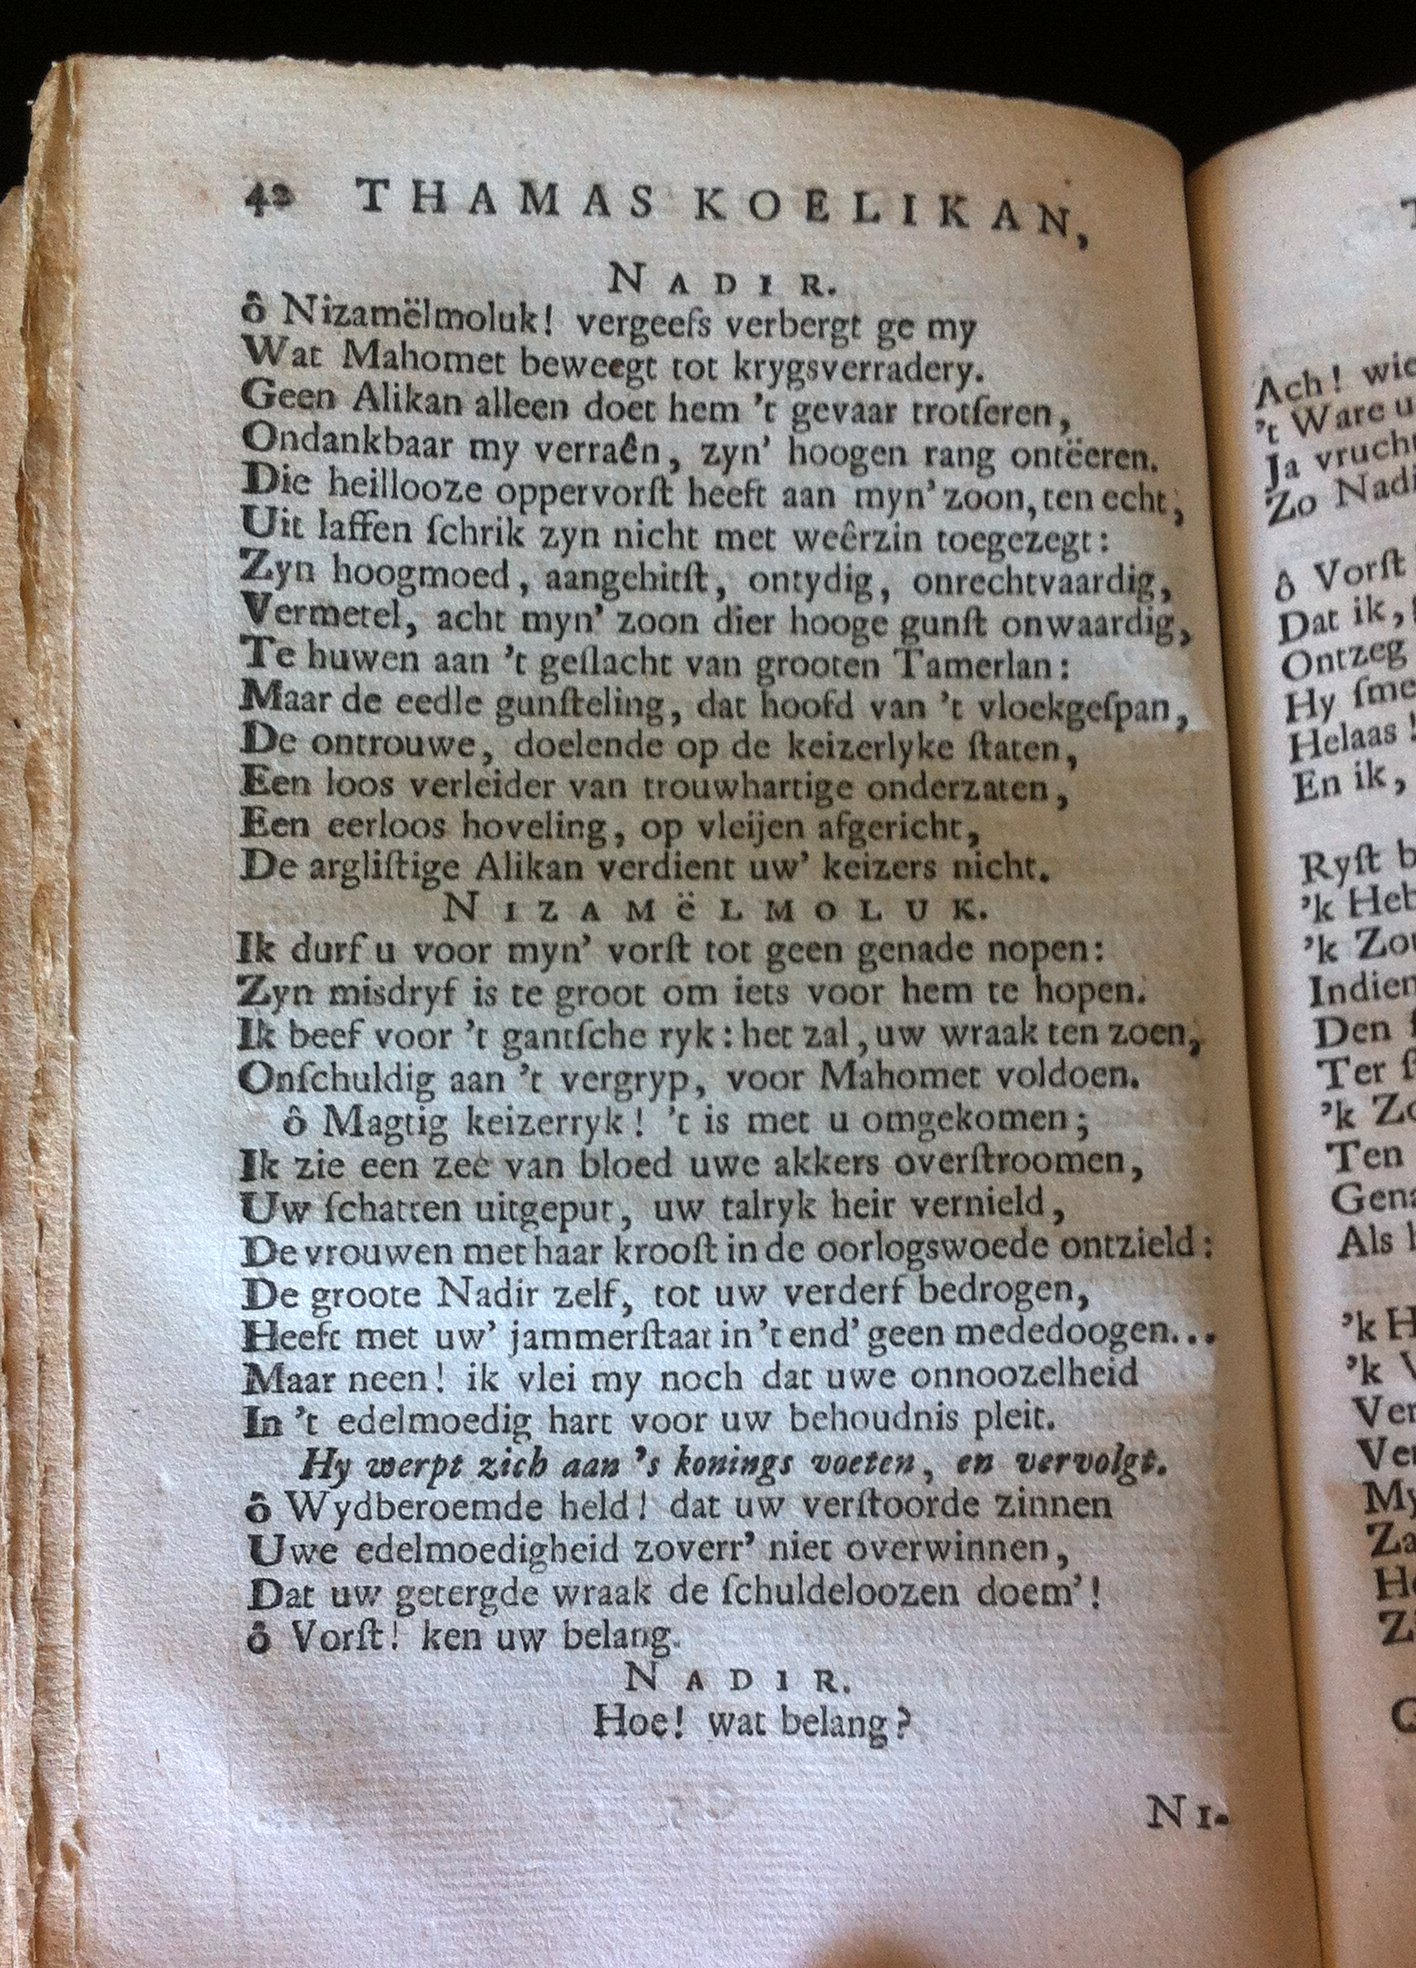 42 THAMAS KOELIKAN,
NADIR.
ô Nizamëlmoluk! vergeefs verbergt ge my
Wat Mahomet beweegt tot krygsverradery.
Geen Alikan alleen doet hem 't gevaar trotſeren,
Ondankbaar my verraên, zyn' hoogen rang ontëeren.
Die heillooze oppervorſt heeft aan myn' zoon, ten echt,
Uit laffen ſchrik zyn nicht met weêrzin toegezegt:
Zyn hoogmoed, aangehitſt, ontydig, onrechtvaardig,
Vermetel, acht myn' zoon dier hooge gunſt onwaardig,
Te huwen aan 't geſlacht van grooten Tamerlan:
Maar de eedle gunſteling, dat hoofd van 't vloekgeſpan,
De ontrouwe, doelende op de keizerlyke ſtaten,
Een loos verleider van trouwhartige onderzaten,
Een eerloos hoveling, op vleijen afgericht,
De argliſtige Alikan verdient uw' keizers nicht.
NIZAMëLMOLUK.
Ik durf u voor myn' vorſt tot geen genade nopen:
Zyn misdryf is te groot om iets voor hem te hopen.
Ik beef voor 't gantſche ryk: het zal, uw wraak ten zoen,
Onſchuldig aan 't vergryp, voor Mahomet voldoen.
ô Magtig keizerryk! 't is met u omgekomen;
Ik zie een zee van bloed uwe akkers overſtroomen,
Uw ſchatten uitgeput, uw talryk heir vernield,
De vrouwen met haar krooſt in de oorlogswoede ontzield:
De groote Nadir zelf, tot uw verderf bedrogen,
Heeft met uw' jammerſtaat in 't end' geen mededoogen...
Maar neen! ik vlei my noch dat uwe onnoozelheid
In 't edelmoedig hart voor uw behoudnis pleit.
Hy werpt zich aan 's konings voeten, en vervolgt.
ô Wydberoemde held! dat uw verſtoorde zinnen
Uwe edelmoedigheid zoverr' niet overwinnen,
Dat uw getergde wraak de ſchuldeloozen doem'!
ô Vorſt! ken uw belang.
NADIR.
Hoe! wat belang?
NI-
Ach! wie
't Ware u
Ja vrucht
Zo Nadi
ô Vorſt
Dat ik,
Ontzeg
Hy ſme
Helaas!
En ik,
Ryſt b
'k Heb
'k Zou
Indien
Den
Ter
'k Zo
Ten
Gena
Als
'k H
'k
Ver
Ver
My
Za
He
Z